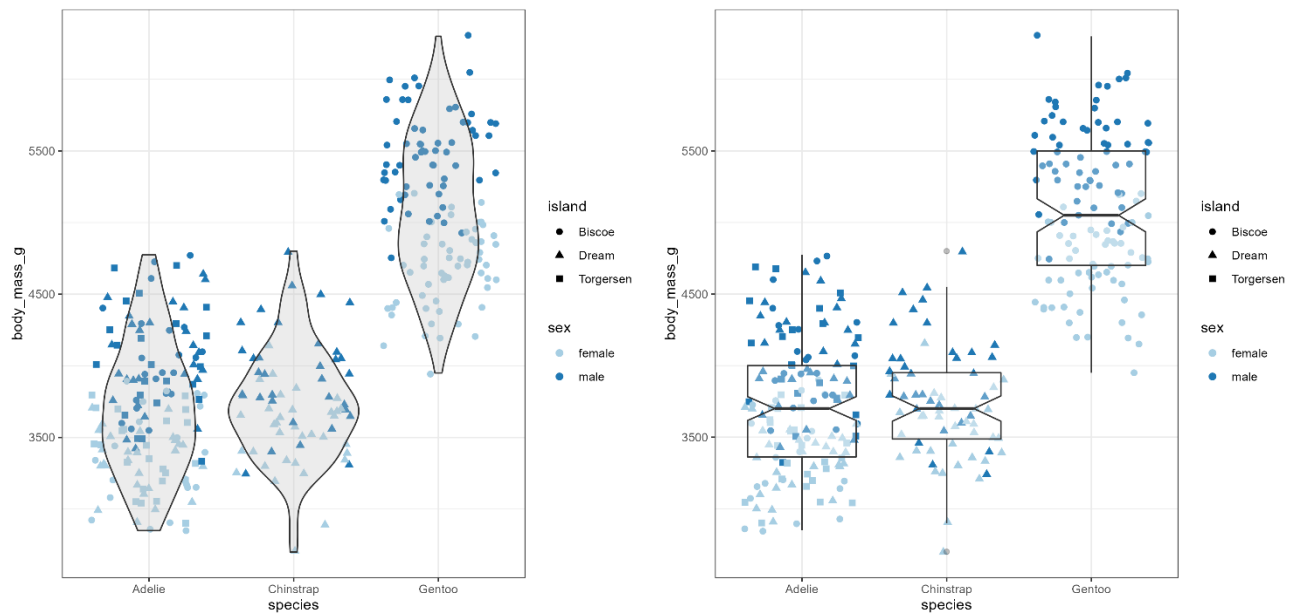 5500
4500
3500
body_mass_g
Adelie
Chinstrap
Gentoo
species
island
Biscoe
Dream
Torgersen
sex
female
male
5500
4500
3500
body_mass_g
Adelie
Chinstrap
Gentoo
species
island
Biscoe
Dream
Torgersen
sex
female
male